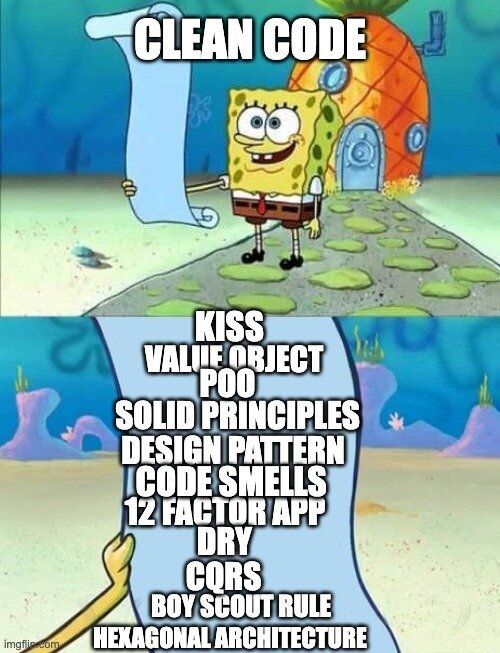 CLEAN CODE
KISS
VALUE OBJECT
POO
SOLID PRINCIPLES
DESIGN PATTERN
CODE SMELLS
12 FACTOR APP
DRY
CQRS
BOY SCOUT RULE
HEXAGONAL ARCHITECTURE
imgflip.com